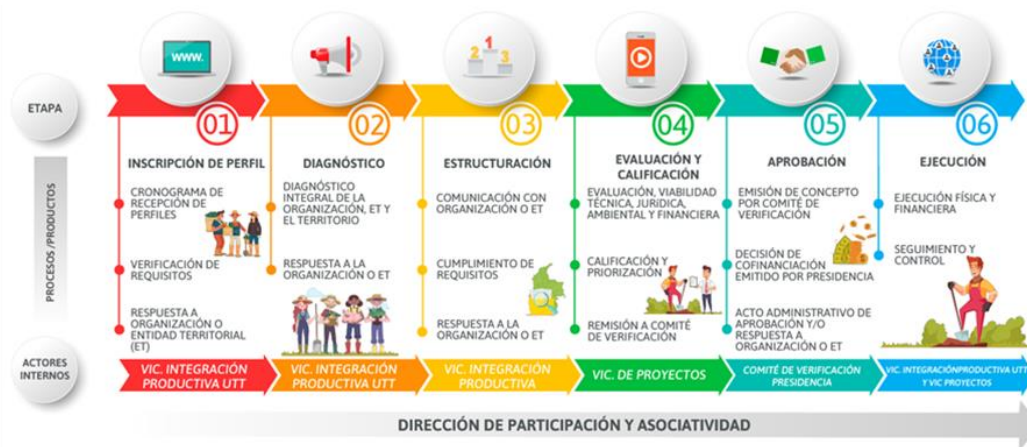 WWW.
1
2
3
ETAPA
01
02
03
04
05
06
INSCRIPCIÓN DE PERFIL
CRONOGRAMA DE
RECEPCIÓN DE
PERFILES
VERIFICACIÓN DE
REQUISITOS
RESPUESTA A
ORGANIZACIÓN O
ENTIDAD TERRITORIAL
(ET)
DIAGNÓSTICO
DIAGNÓSTICO
INTEGRAL DE LA
ORGANIZACIÓN, ET Y
EL TERRITORIO
RESPUESTA A LA
ORGANIZACIÓN O ET
ESTRUCTURACIÓN
COMUNICACIÓN CON
ORGANIZACIÓN O ET
CUMPLIMIENTO DE
REQUISITOS
RESPUESTA A LA
ORGANIZACIÓN O ET
EVALUACIÓN Y
CALIFICACIÓN
EVALUACIÓN, VIABILIDAD
TÉCNICA, JURÍDICA,
AMBIENTAL Y FINANCIERA
CALIFICACIÓN Y
PRIORIZACIÓN
REMISIÓN A COMITÉ
DE VERIFICACIÓN
APROBACIÓN
EMISIÓN DE CONCEPTO
POR COMITÉ DE
VERIFICACIÓN
DECISIÓN DE
COFINANCIACIÓN
EMITIDO POR PRESIDENCIA
ACTO ADMINISTRATIVO DE
APROBACIÓN Y/O
RESPUESTA A
ORGANIZACIÓN O ET
EJECUCIÓN
EJECUCIÓN FÍSICA Y
FINANCIERA
SEGUIMIENTO Y
CONTROL
PROCESOS /PRODUCTOS
ACTORES
INTERNOS
VIC. INTEGRACIÓN
PRODUCTIVA UTT
VIC. INTEGRACIÓN
PRODUCTIVA UTT
VIC. INTEGRACIÓN
PRODUCTIVA
VIC. DE PROYECTOS
COMITÉ DE VERIFICACIÓN
PRESIDENCIA
VIC. INTEGRACIÓNPRODUCTIVA UTT
Y VIC PROYECTOS
DIRECCIÓN DE PARTICIPACIÓN Y ASOCIATIVIDAD